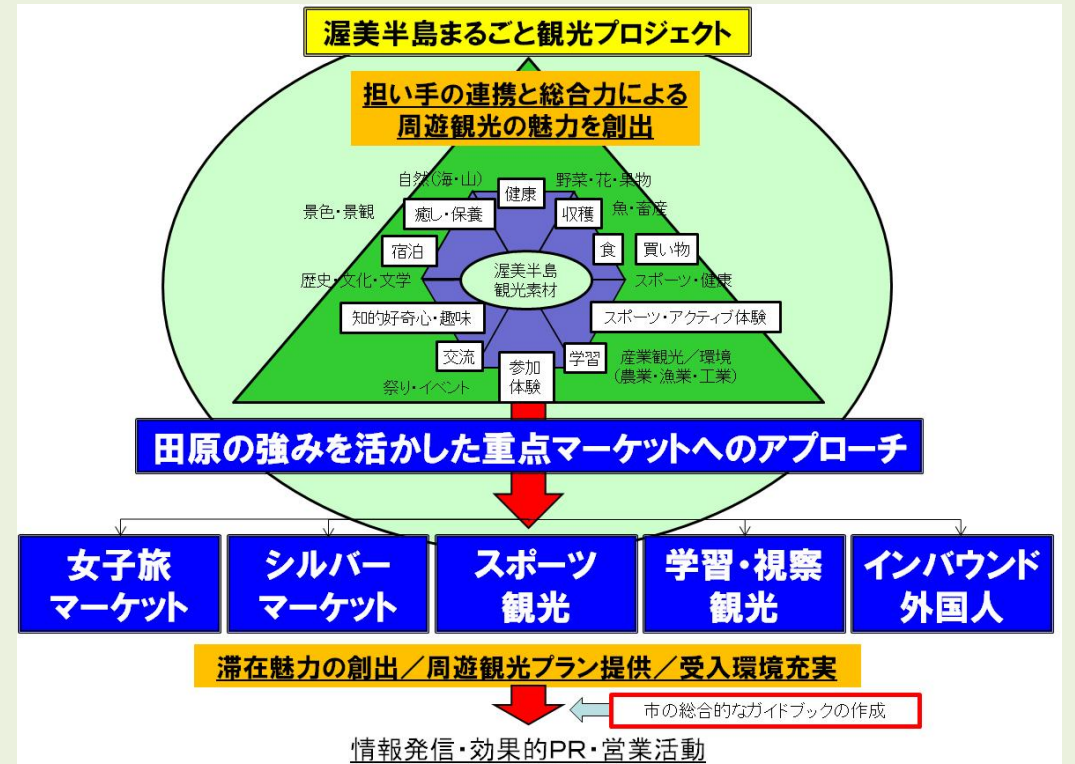 渥美半島まるごと観光プロジェクト
担い手の連携と総合力による
周遊観光の魅力を創出
自然(海・山)
健康
野菜・花・果物
景色・景観
癒し・保養
収穫
魚・畜産
宿泊
食
買い物
渥美半島
観光素材
歴史・文化・文学
スポーツ・健康
知的好奇心・趣味
スポーツ・アクティブ体験
交流
参加
体験
学習
産業観光／環境
(農業・漁業・工業)
祭り・イベント
田原の強みを活かした重点マーケットへのアプローチ
女子旅
マーケット
シルバー
マーケット
スポーツ
観光
学習・視察
観光
インバウンド
外国人
滞在魅力の創出／周遊観光プラン提供／受入環境充実
市の総合的なガイドブックの作成
情報発信・効果的PR・営業活動